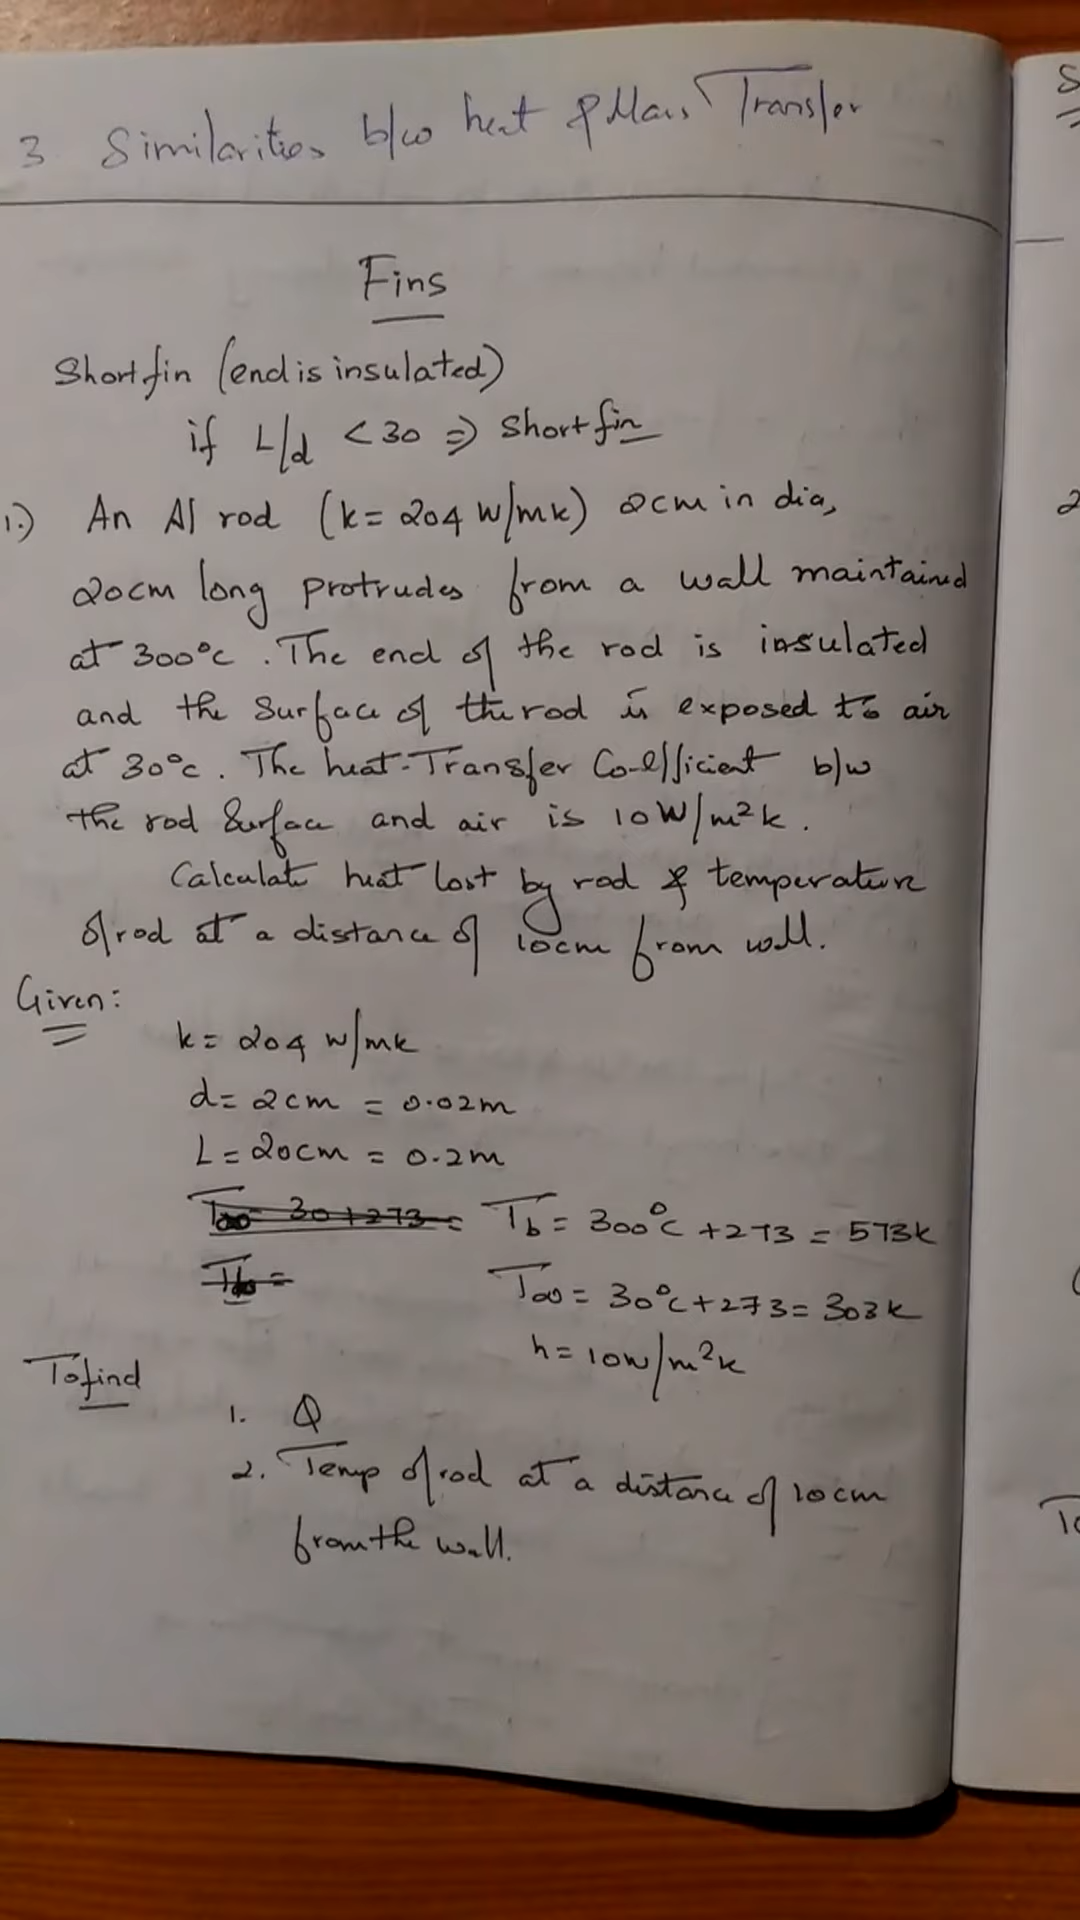 3 Similarities b/w heat & Mass Transfer
Fins
Short fin (end is insulated)
if L/d < 30 => Short fin
1.) An Al rod (k = 204 W/mk) 2cm in dia,
20cm long protrudes from a wall maintained
at 300°c. The end of the rod is insulated
and the surface of the rod is exposed to air
at 30°c. The heat-Transfer Co-efficient b/w
the rod Surface and air is 10W/m²k.
Calculate heat lost by rod & temperature
of rod at a distance of 10cm from wall.
Given:
k = 204 W/mk
d = 2cm = 0.02m
L = 20cm = 0.2m
T∞ = 30+273 = Tb = 300°c + 273 = 573k
T∞ = 30°c + 273 = 303k
h = 10w/m²k
To find
1. Q
2. Temp of rod at a distance of 10cm
from the wall.
S
2
To